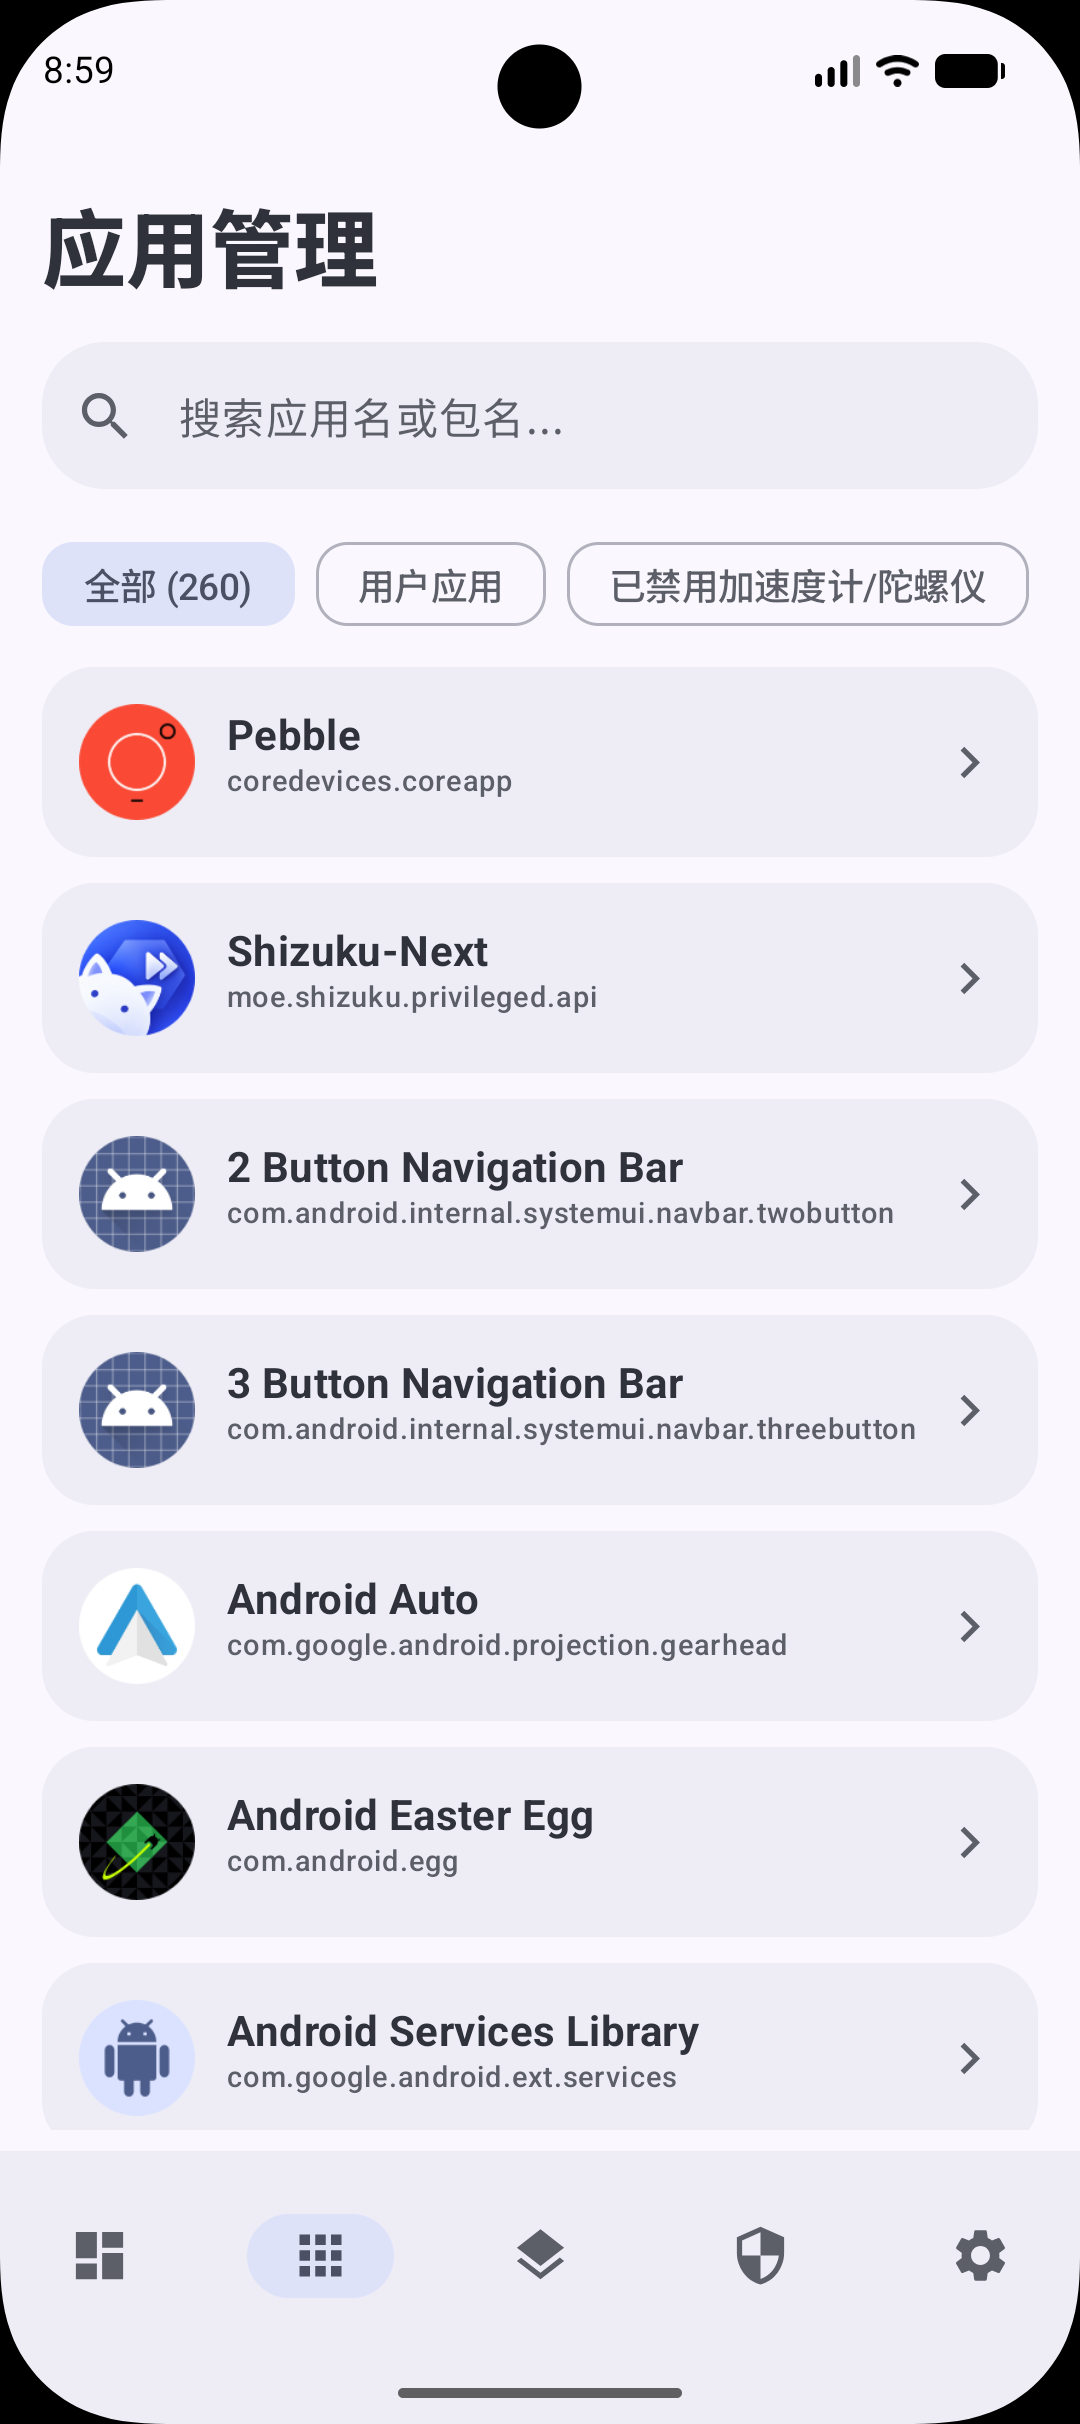 8:59
应用管理
搜索应用名或包名...
全部 (260)
用户应用
已禁用加速度计/陀螺仪
Pebble
coredevices.coreapp
Shizuku-Next
moe.shizuku.privileged.api
2 Button Navigation Bar
com.android.internal.systemui.navbar.twobutton
3 Button Navigation Bar
com.android.internal.systemui.navbar.threebutton
Android Auto
com.google.android.projection.gearhead
Android Easter Egg
com.android.egg
Android Services Library
com.google.android.ext.services